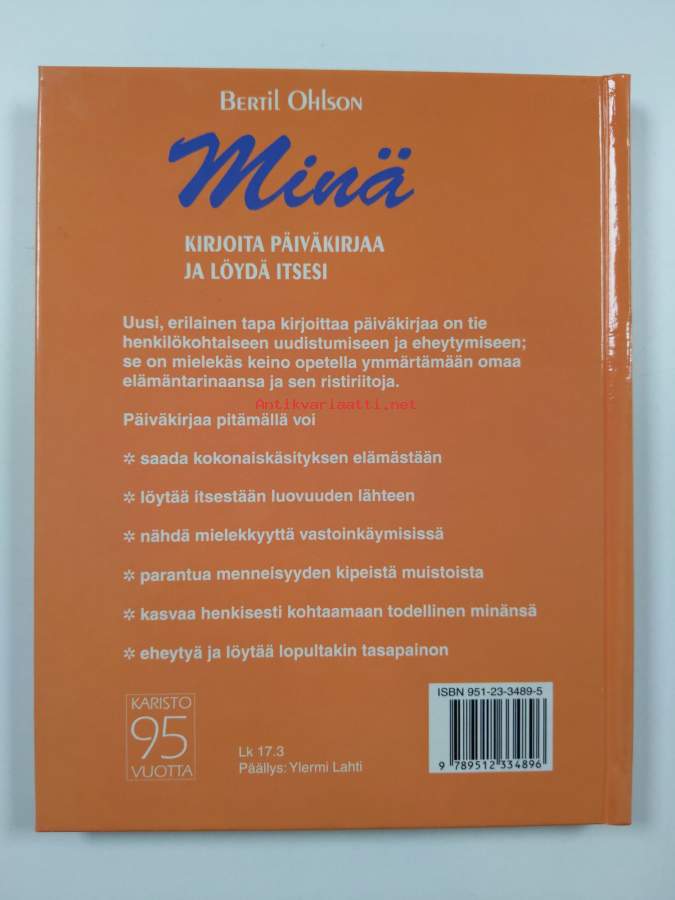 Bertil Ohlson
Minä
KIRJOITA PÄIVÄKIRJAA
JA LÖYDÄ ITSESI
Uusi, erilainen tapa kirjoittaa päiväkirjaa on tie
henkilökohtaiseen uudistumiseen ja eheytymiseen;
se on mielekäs keino opetella ymmärtämään omaa
elämäntarinaansa ja sen ristiriitoja.
Antikvariaatti.net
Päiväkirjaa pitämällä voi
✲ saada kokonaiskäsityksen elämästään
✲ löytää itsestään luovuuden lähteen
✲ nähdä mielekkyyttä vastoinkäymisissä
✲ parantua menneisyyden kipeistä muistoista
✲ kasvaa henkisesti kohtaamaan todellinen minänsä
✲ eheytyä ja löytää lopultakin tasapainon
KARISTO
95
VUOTTA
Lk 17.3
Päällys: Ylermi Lahti
ISBN 951-23-3489-5
9 789512 334896